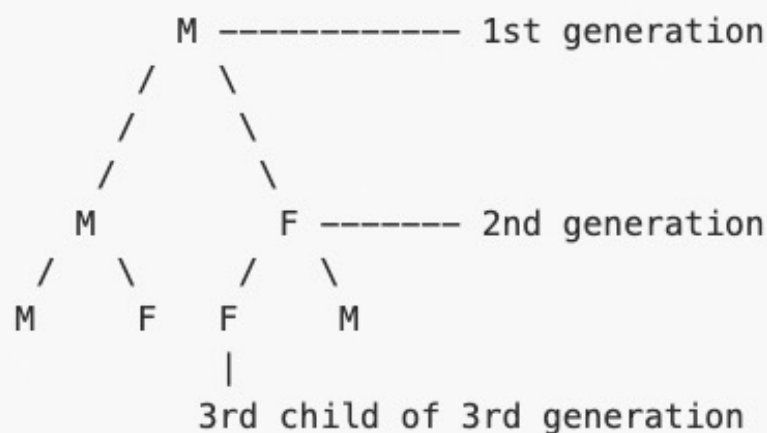 M ------------ 1st generation
/ \
/ \
/ \
M F ------- 2nd generation
/ \ / \
M F F M
|
3rd child of 3rd generation